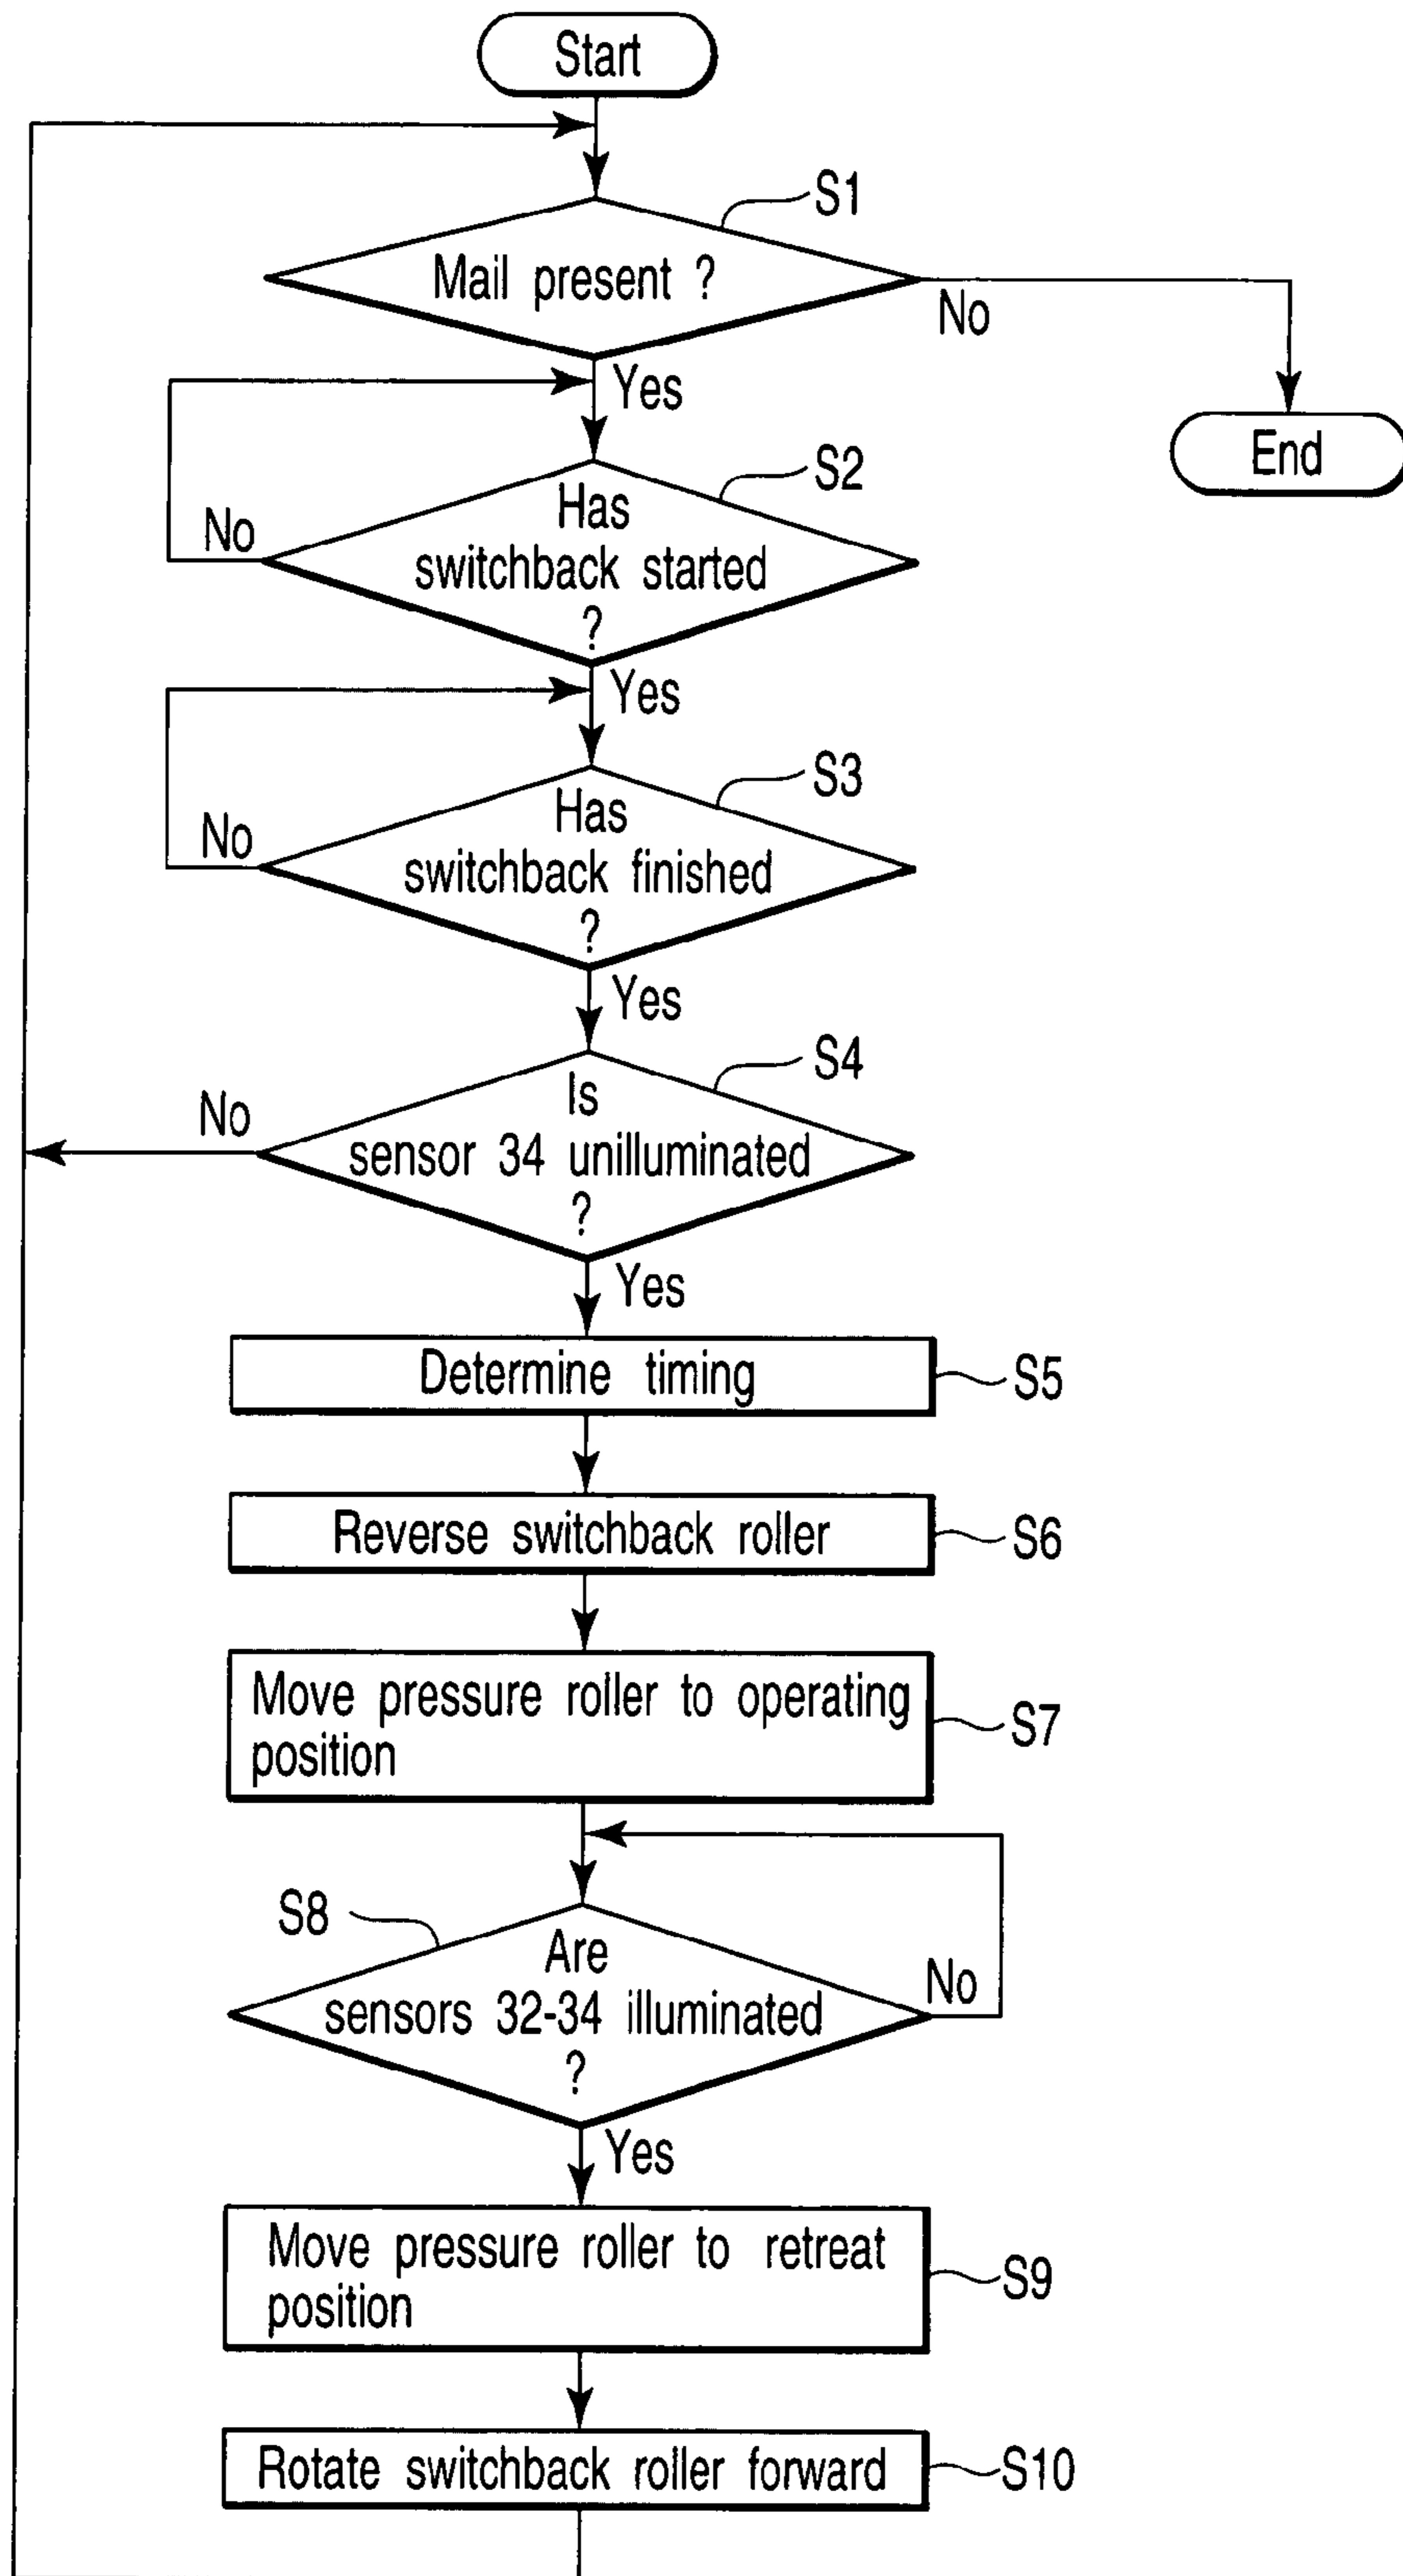 Start
S1
Mail present ?
No
Yes
End
S2
Has
switchback started
?
No
Yes
S3
Has
switchback finished
?
No
Yes
S4
Is
sensor 34 unilluminated
?
No
Yes
Determine timing
S5
Reverse switchback roller
S6
Move pressure roller to operating
position
S7
S8
Are
sensors 32-34 illuminated
?
No
Yes
Move pressure roller to retreat
position
S9
Rotate switchback roller forward
S10